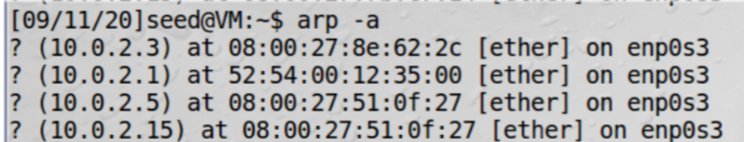 [09/11/20]seed@VM:~$ arp -a
? (10.0.2.3) at 08:00:27:8e:62:2c [ether] on enp0s3
? (10.0.2.1) at 52:54:00:12:35:00 [ether] on enp0s3
? (10.0.2.5) at 08:00:27:51:0f:27 [ether] on enp0s3
? (10.0.2.15) at 08:00:27:51:0f:27 [ether] on enp0s3